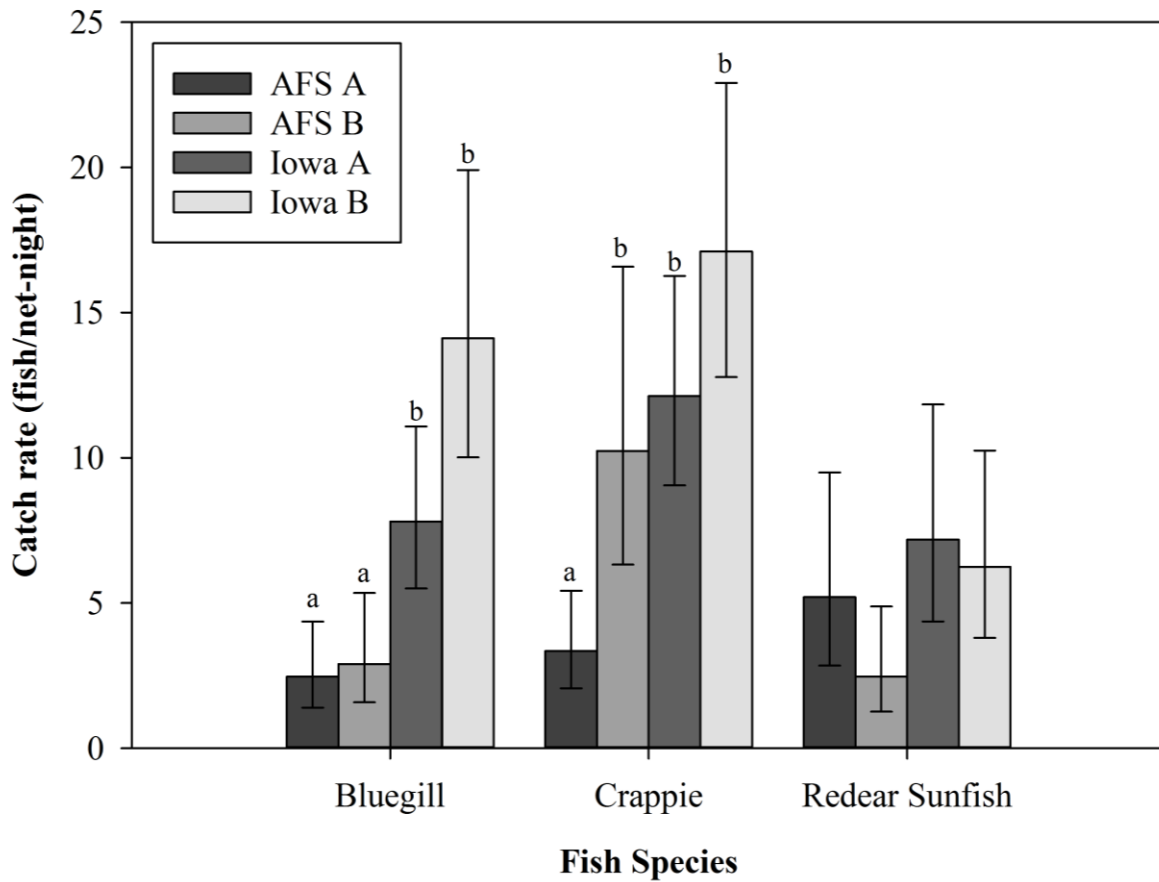 25
20
15
10
5
0
Catch rate (fish/net-night)
AFS A
AFS B
Iowa A
Iowa B
a
a
b
b
a
b
b
b
Bluegill
Crappie
Redear Sunfish
Fish Species